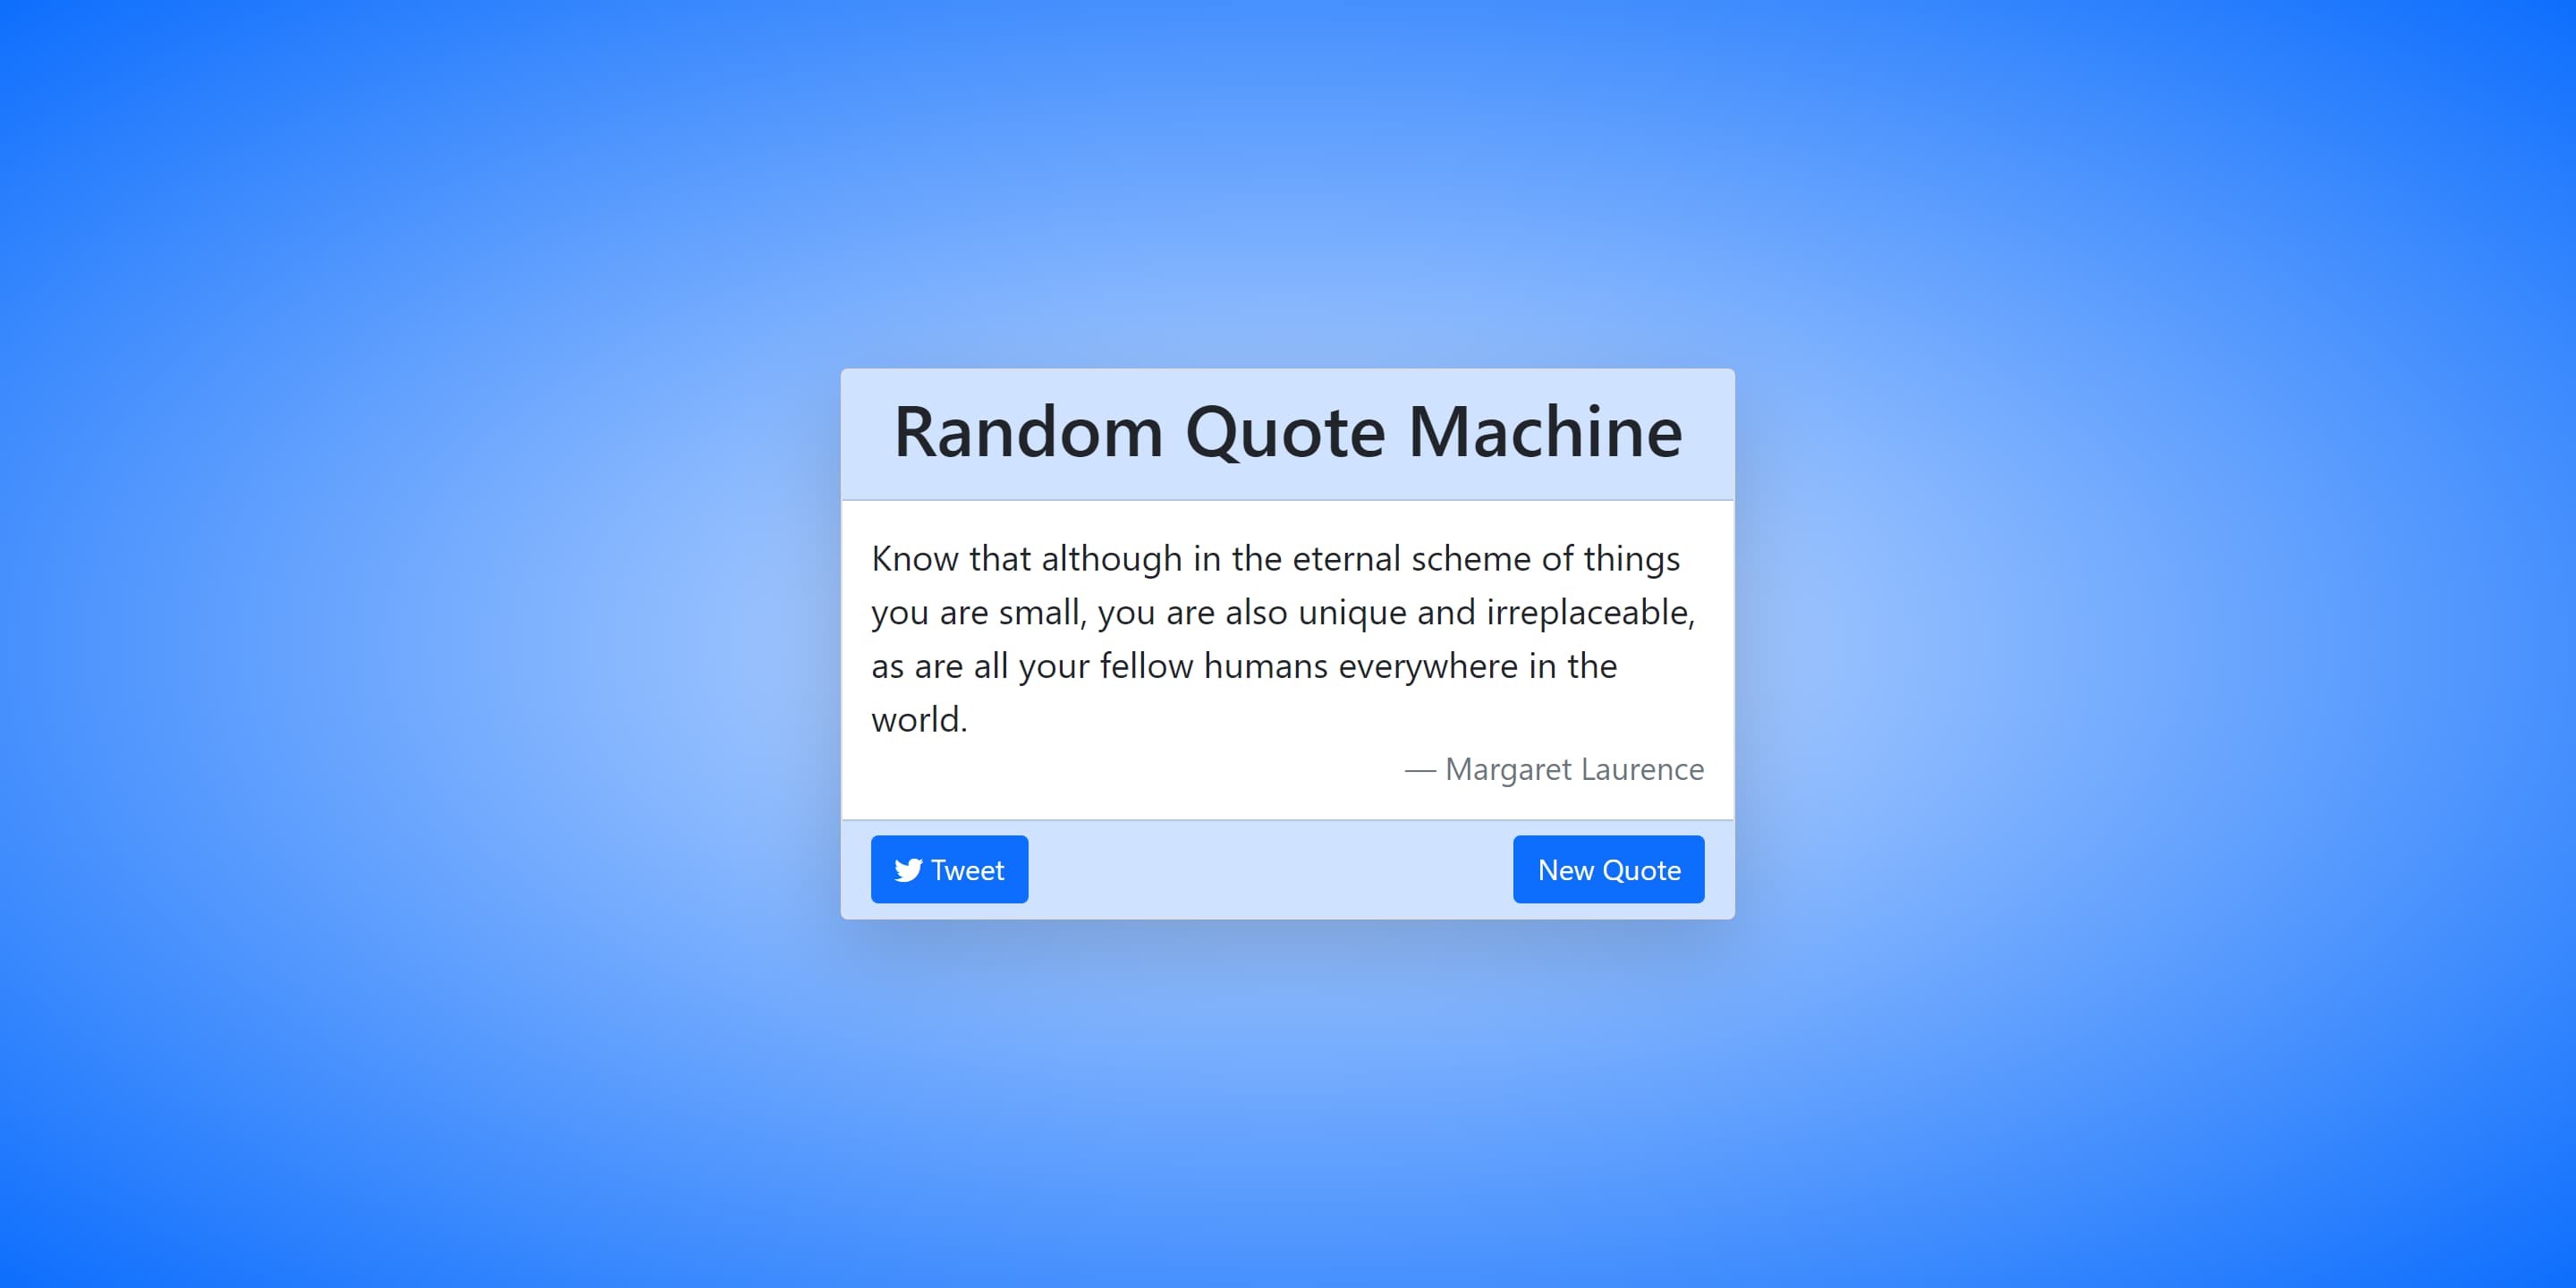 Random Quote Machine
Know that although in the eternal scheme of things
you are small, you are also unique and irreplaceable,
as are all your fellow humans everywhere in the
world.
— Margaret Laurence
Tweet
New Quote